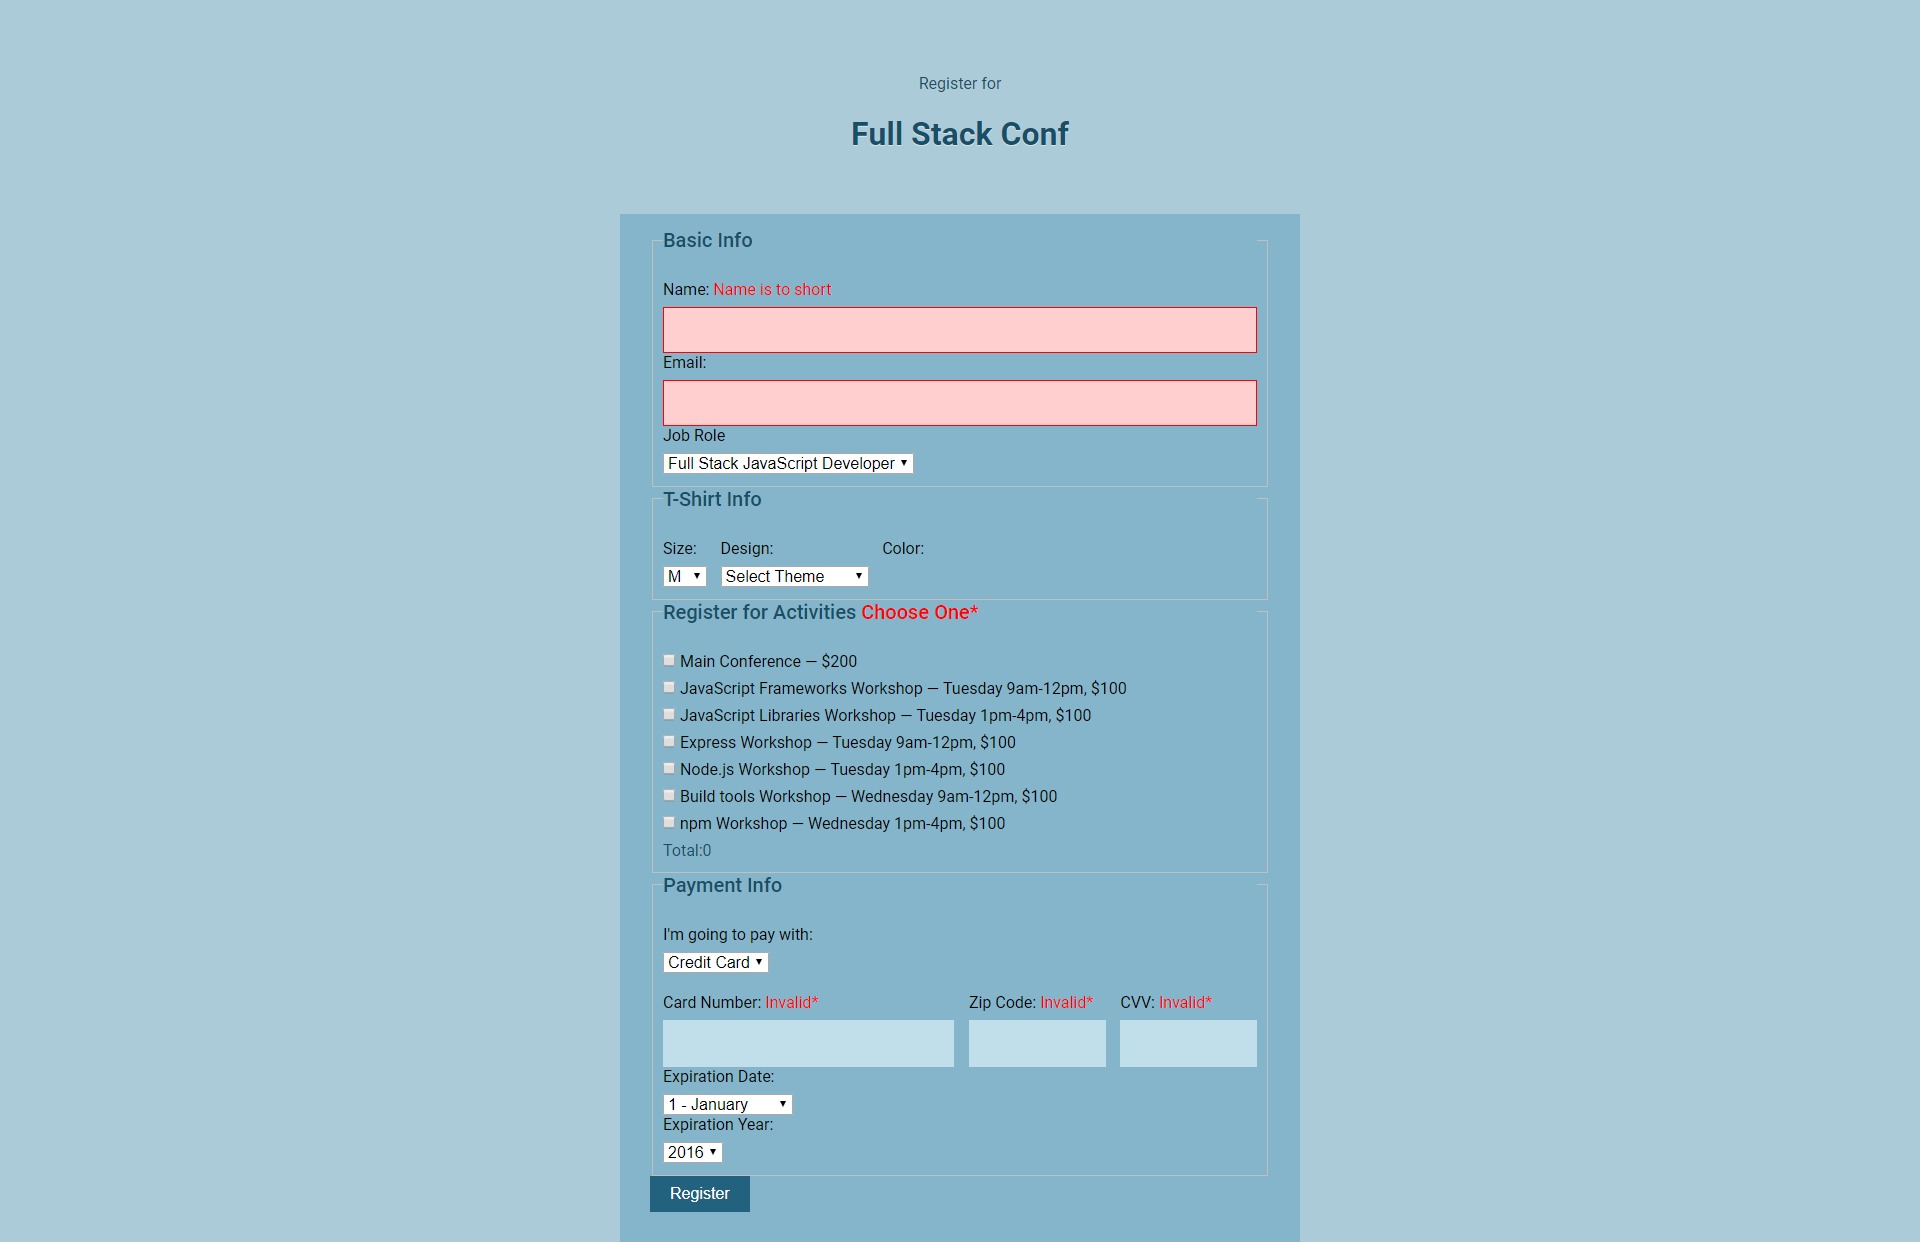 Register for
Full Stack Conf
Basic Info
Name: Name is to short
Email:
Job Role
Full Stack JavaScript Developer
T-Shirt Info
Size: Design: Color:
M Select Theme
Register for Activities Choose One*
Main Conference — $200
JavaScript Frameworks Workshop — Tuesday 9am-12pm, $100
JavaScript Libraries Workshop — Tuesday 1pm-4pm, $100
Express Workshop — Tuesday 9am-12pm, $100
Node.js Workshop — Tuesday 1pm-4pm, $100
Build tools Workshop — Wednesday 9am-12pm, $100
npm Workshop — Wednesday 1pm-4pm, $100
Total:0
Payment Info
I'm going to pay with:
Credit Card
Card Number: Invalid* Zip Code: Invalid* CVV: Invalid*
Expiration Date:
1 - January
Expiration Year:
2016
Register